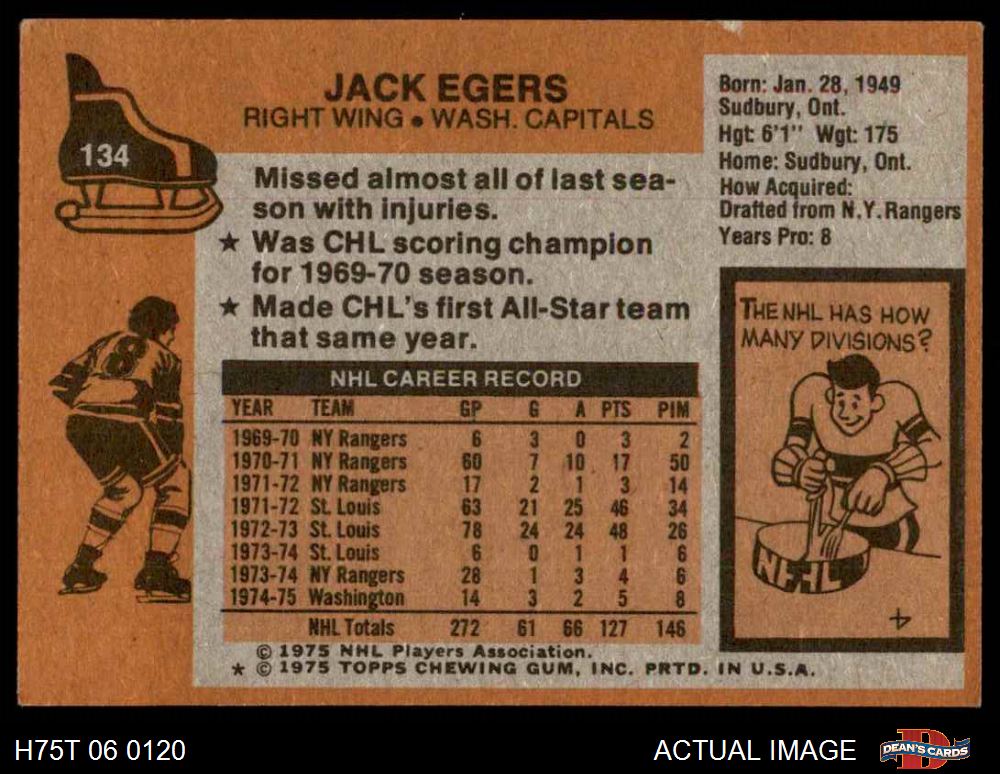 134
JACK EGERS
RIGHT WING • WASH. CAPITALS
Missed almost all of last sea-
son with injuries.
★ Was CHL scoring champion
for 1969-70 season.
★ Made CHL's first All-Star team
that same year.
Born: Jan. 28, 1949
Sudbury, Ont.
Hgt: 6'1" Wgt: 175
Home: Sudbury, Ont.
How Acquired:
Drafted from N.Y. Rangers
Years Pro: 8
8
NHL CAREER RECORD
YEAR TEAM GP G A PTS PIM
1969-70 NY Rangers 6 3 0 3 2
1970-71 NY Rangers 60 7 10 17 50
1971-72 NY Rangers 17 2 1 3 14
1971-72 St. Louis 63 21 25 46 34
1972-73 St. Louis 78 24 24 48 26
1973-74 St. Louis 6 0 1 1 6
1973-74 NY Rangers 28 1 3 4 6
1974-75 Washington 14 3 2 5 8
NHL Totals 272 61 66 127 146
© 1975 NHL Players Association.
★ © 1975 TOPPS CHEWING GUM, INC. PRTD. IN U.S.A.
THE NHL HAS HOW
MANY DIVISIONS?
NHL
4
H75T 06 0120
ACTUAL IMAGE
DEAN'S CARDS